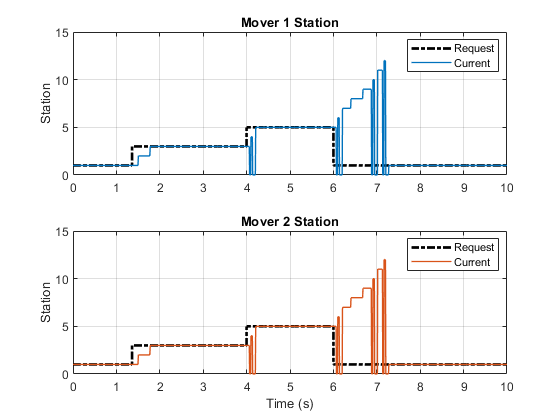 Mover 1 Station
15
10
5
0
Station
Request
Current
0 1 2 3 4 5 6 7 8 9 10
Mover 2 Station
15
10
5
0
Station
Request
Current
0 1 2 3 4 5 6 7 8 9 10
Time (s)